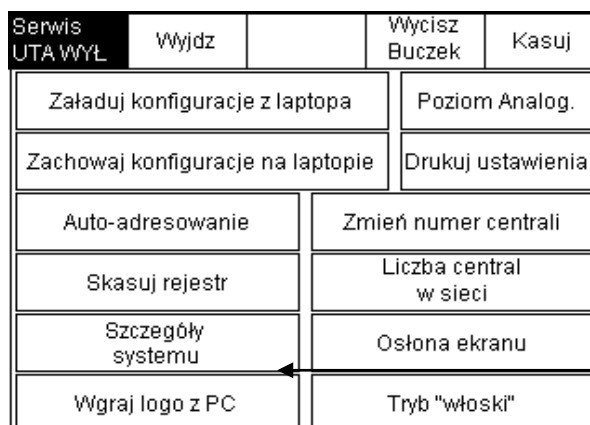 Serwis
UTA WYŁ
Wyjdz
Wycisz
Buczek
Kasuj
Załaduj konfiguracje z laptopa
Poziom Analog.
Zachowaj konfiguracje na laptopie
Drukuj ustawienia
Auto-adresowanie
Zmień numer centrali
Skasuj rejestr
Liczba central
w sieci
Szczegóły
systemu
Osłona ekranu
Wgraj logo z PC
Tryb "włoski"